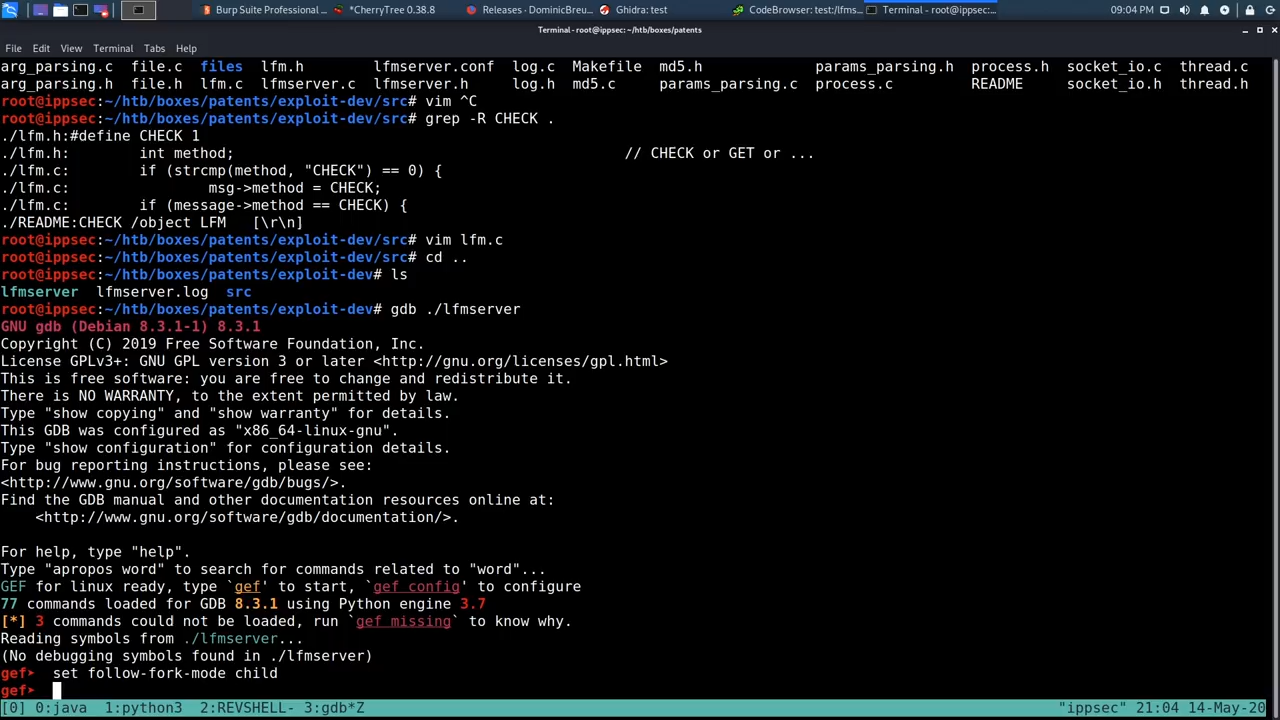 Burp Suite Professional ... *CherryTree 0.38.8 Releases · DominicBreu... Ghidra: test CodeBrowser: test:/lfms... Terminal - root@ippsec:... 09:04 PM
Terminal - root@ippsec: ~/htb/boxes/patents
File Edit View Terminal Tabs Help
arg_parsing.c file.c files lfm.h lfmserver.conf log.c Makefile md5.h params_parsing.h process.h socket_io.c thread.c
arg_parsing.h file.h lfm.c lfmserver.c lfmserver.h log.h md5.c params_parsing.c process.c README socket_io.h thread.h
root@ippsec:~/htb/boxes/patents/exploit-dev/src# vim ^C
root@ippsec:~/htb/boxes/patents/exploit-dev/src# grep -R CHECK .
./lfm.h:#define CHECK 1
./lfm.h: int method; // CHECK or GET or ...
./lfm.c: if (strcmp(method, "CHECK") == 0) {
./lfm.c: msg->method = CHECK;
./lfm.c: if (message->method == CHECK) {
./README:CHECK /object LFM [\r\n]
root@ippsec:~/htb/boxes/patents/exploit-dev/src# vim lfm.c
root@ippsec:~/htb/boxes/patents/exploit-dev/src# cd ..
root@ippsec:~/htb/boxes/patents/exploit-dev# ls
lfmserver lfmserver.log src
root@ippsec:~/htb/boxes/patents/exploit-dev# gdb ./lfmserver
GNU gdb (Debian 8.3.1-1) 8.3.1
Copyright (C) 2019 Free Software Foundation, Inc.
License GPLv3+: GNU GPL version 3 or later <http://gnu.org/licenses/gpl.html>
This is free software: you are free to change and redistribute it.
There is NO WARRANTY, to the extent permitted by law.
Type "show copying" and "show warranty" for details.
This GDB was configured as "x86_64-linux-gnu".
Type "show configuration" for configuration details.
For bug reporting instructions, please see:
<http://www.gnu.org/software/gdb/bugs/>.
Find the GDB manual and other documentation resources online at:
<http://www.gnu.org/software/gdb/documentation/>.
For help, type "help".
Type "apropos word" to search for commands related to "word"...
GEF for linux ready, type `gef' to start, `gef config' to configure
77 commands loaded for GDB 8.3.1 using Python engine 3.7
[*] 3 commands could not be loaded, run `gef missing` to know why.
Reading symbols from ./lfmserver...
(No debugging symbols found in ./lfmserver)
gef➤ set follow-fork-mode child
gef➤
[0] 0:java 1:python3 2:REVSHELL- 3:gdb*Z "ippsec" 21:04 14-May-20